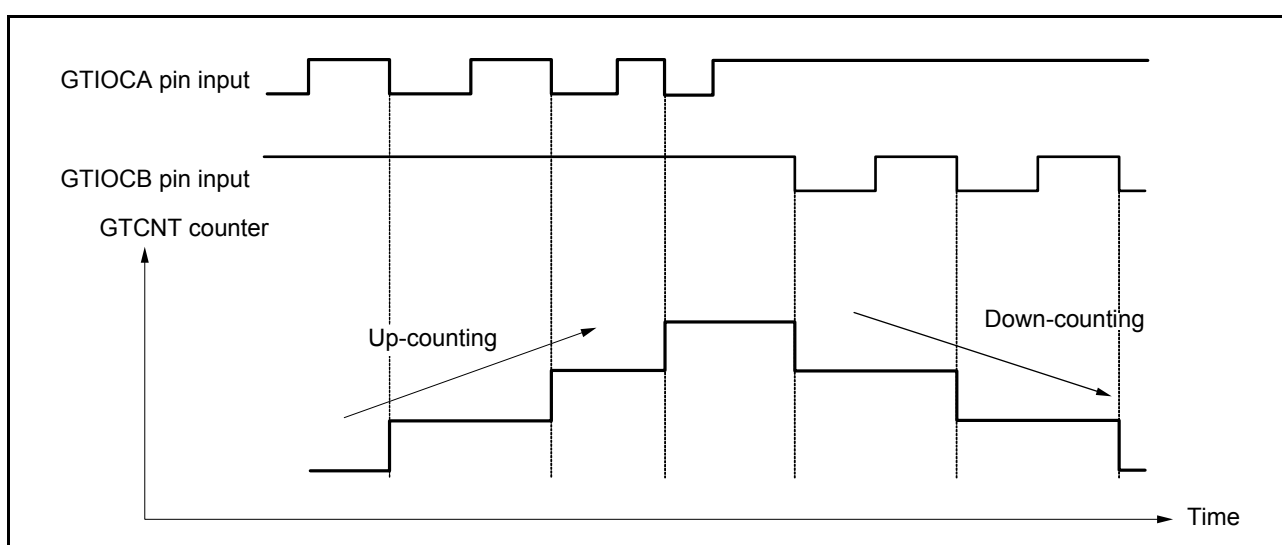 GTIOCA pin input
GTIOCB pin input
GTCNT counter
Up-counting
Down-counting
Time